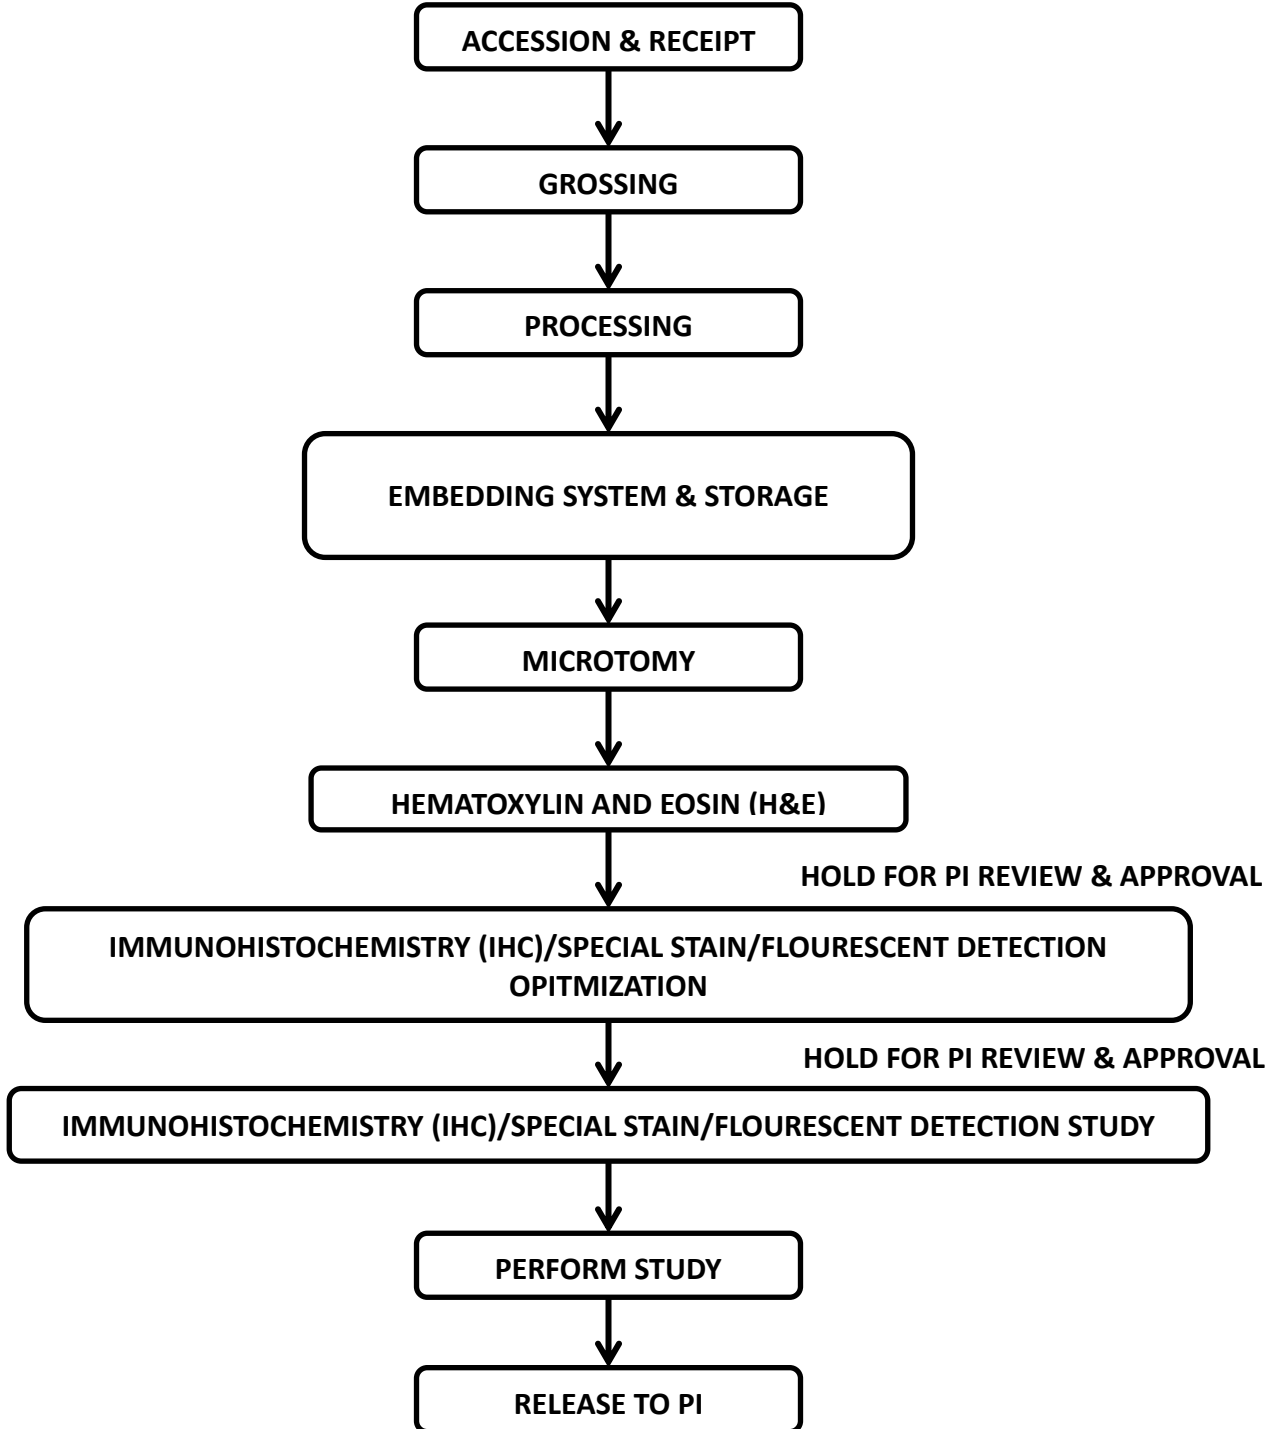 ACCESSION & RECEIPT
GROSSING
PROCESSING
EMBEDDING SYSTEM & STORAGE
MICROTOMY
HEMATOXYLIN AND EOSIN (H&E)
HOLD FOR PI REVIEW & APPROVAL
IMMUNOHISTOCHEMISTRY (IHC)/SPECIAL STAIN/FLOURESCENT DETECTION
OPITMIZATION
HOLD FOR PI REVIEW & APPROVAL
IMMUNOHISTOCHEMISTRY (IHC)/SPECIAL STAIN/FLOURESCENT DETECTION STUDY
PERFORM STUDY
RELEASE TO PI